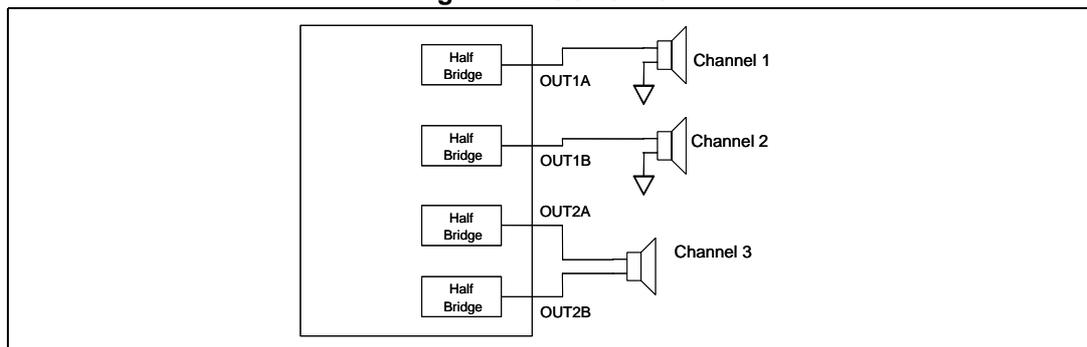 Half
Bridge
OUT1A
Channel 1
Half
Bridge
OUT1B
Channel 2
Half
Bridge
OUT2A
Channel 3
Half
Bridge
OUT2B